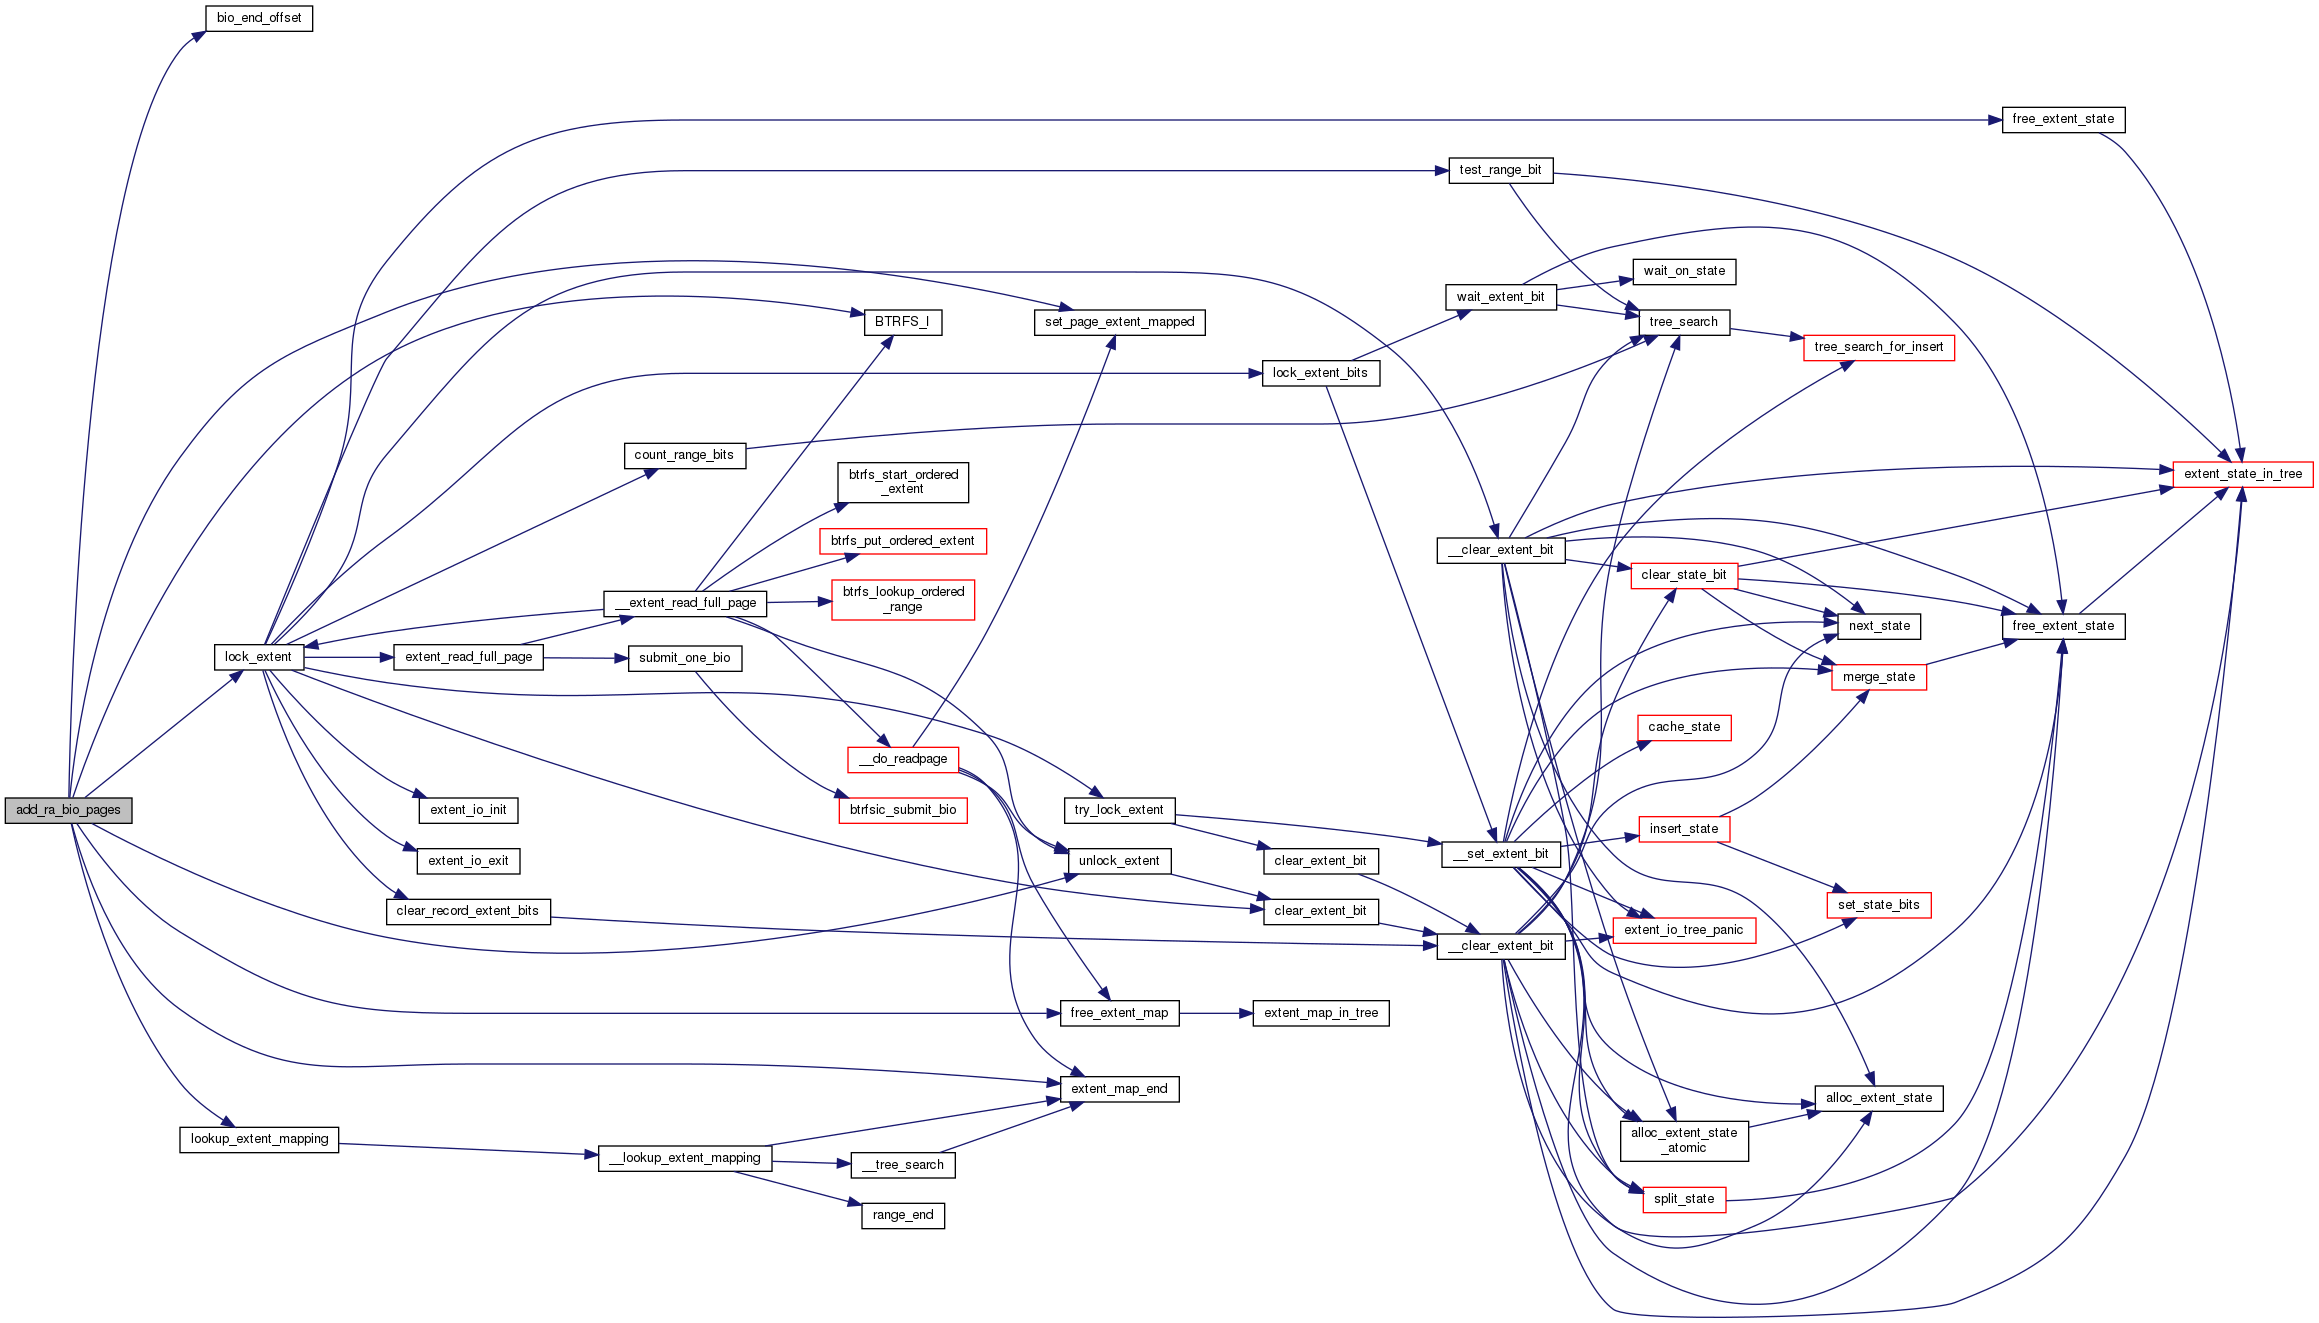 bio_end_offset
free_extent_state
test_range_bit
wait_on_state
wait_extent_bit
BTRFS_I
set_page_extent_mapped
tree_search
tree_search_for_insert
lock_extent_bits
count_range_bits
btrfs_start_ordered
_extent
extent_state_in_tree
btrfs_put_ordered_extent
__clear_extent_bit
clear_state_bit
btrfs_lookup_ordered
_range
__extent_read_full_page
next_state
free_extent_state
lock_extent
extent_read_full_page
submit_one_bio
merge_state
cache_state
__do_readpage
add_ra_bio_pages
extent_io_init
btrfsic_submit_bio
try_lock_extent
insert_state
extent_io_exit
unlock_extent
clear_extent_bit
__set_extent_bit
clear_record_extent_bits
clear_extent_bit
set_state_bits
extent_io_tree_panic
__clear_extent_bit
free_extent_map
extent_map_in_tree
extent_map_end
alloc_extent_state
lookup_extent_mapping
alloc_extent_state
_atomic
__lookup_extent_mapping
__tree_search
split_state
range_end